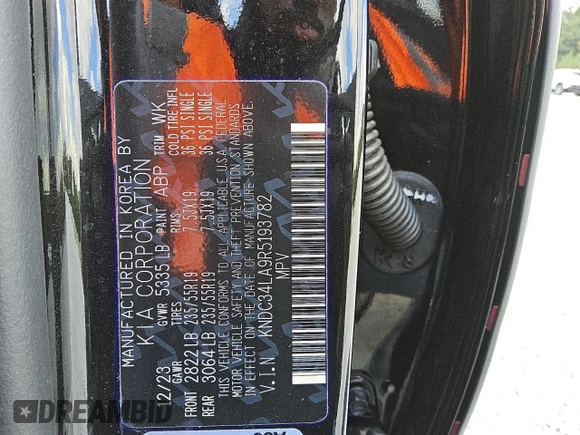 MANUFACTURED IN KOREA BY
KIA CORPORATION
12/23 GVWR 5335 LB PAINT ABP TRIM WK
GAWR TIRES RIMS COLD TIRE INFL
FRONT 2822 LB 235/55R19 7.5JX19 36 PSI SINGLE
REAR 3064 LB 235/55R19 7.5JX19 36 PSI SINGLE
THIS VEHICLE CONFORMS TO ALL APPLICABLE U.S.A FEDERAL
MOTOR VEHICLE SAFETY AND THEFT PREVENTION STANDARDS
IN EFFECT ON THE DATE OF MANUFACTURE SHOWN ABOVE.
V.I.N KNDC34LA9R5193782
MPV
DREAMBID